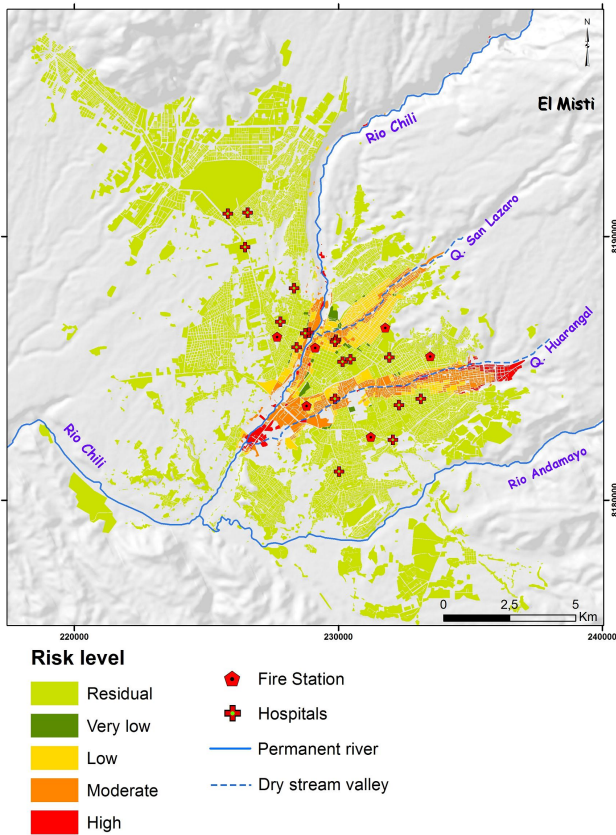 N
El Misti
Rio Chili
Q. San Lazaro
8190000
Q. Huarangal
Rio Chili
Rio Andamayo
8180000
0 2,5 5
Km
220000 230000 240000
Risk level
Residual
Very low
Low
Moderate
High
Fire Station
Hospitals
Permanent river
Dry stream valley